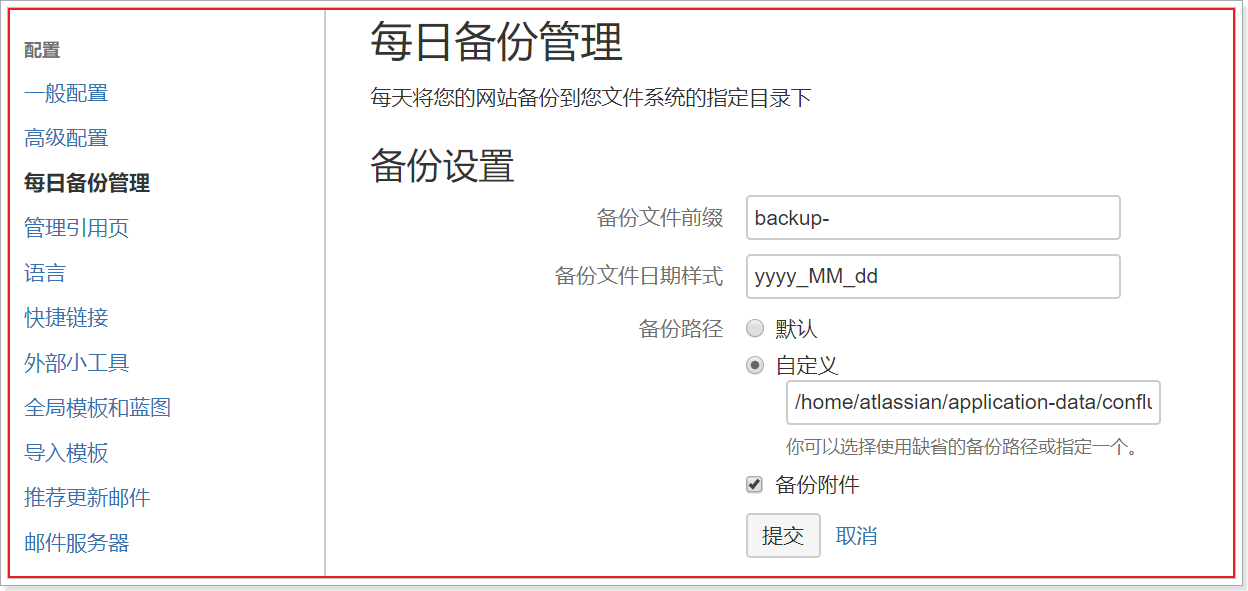 配置
一般配置
高级配置
每日备份管理
管理引用页
语言
快捷链接
外部小工具
全局模板和蓝图
导入模板
推荐更新邮件
邮件服务器
每日备份管理
每天将您的网站备份到您文件系统的指定目录下
备份设置
备份文件前缀 backup-
备份文件日期样式 yyyy_MM_dd
备份路径 默认
自定义
/home/atlassian/application-data/conflu
你可以选择使用缺省的备份路径或指定一个。
备份附件
提交 取消